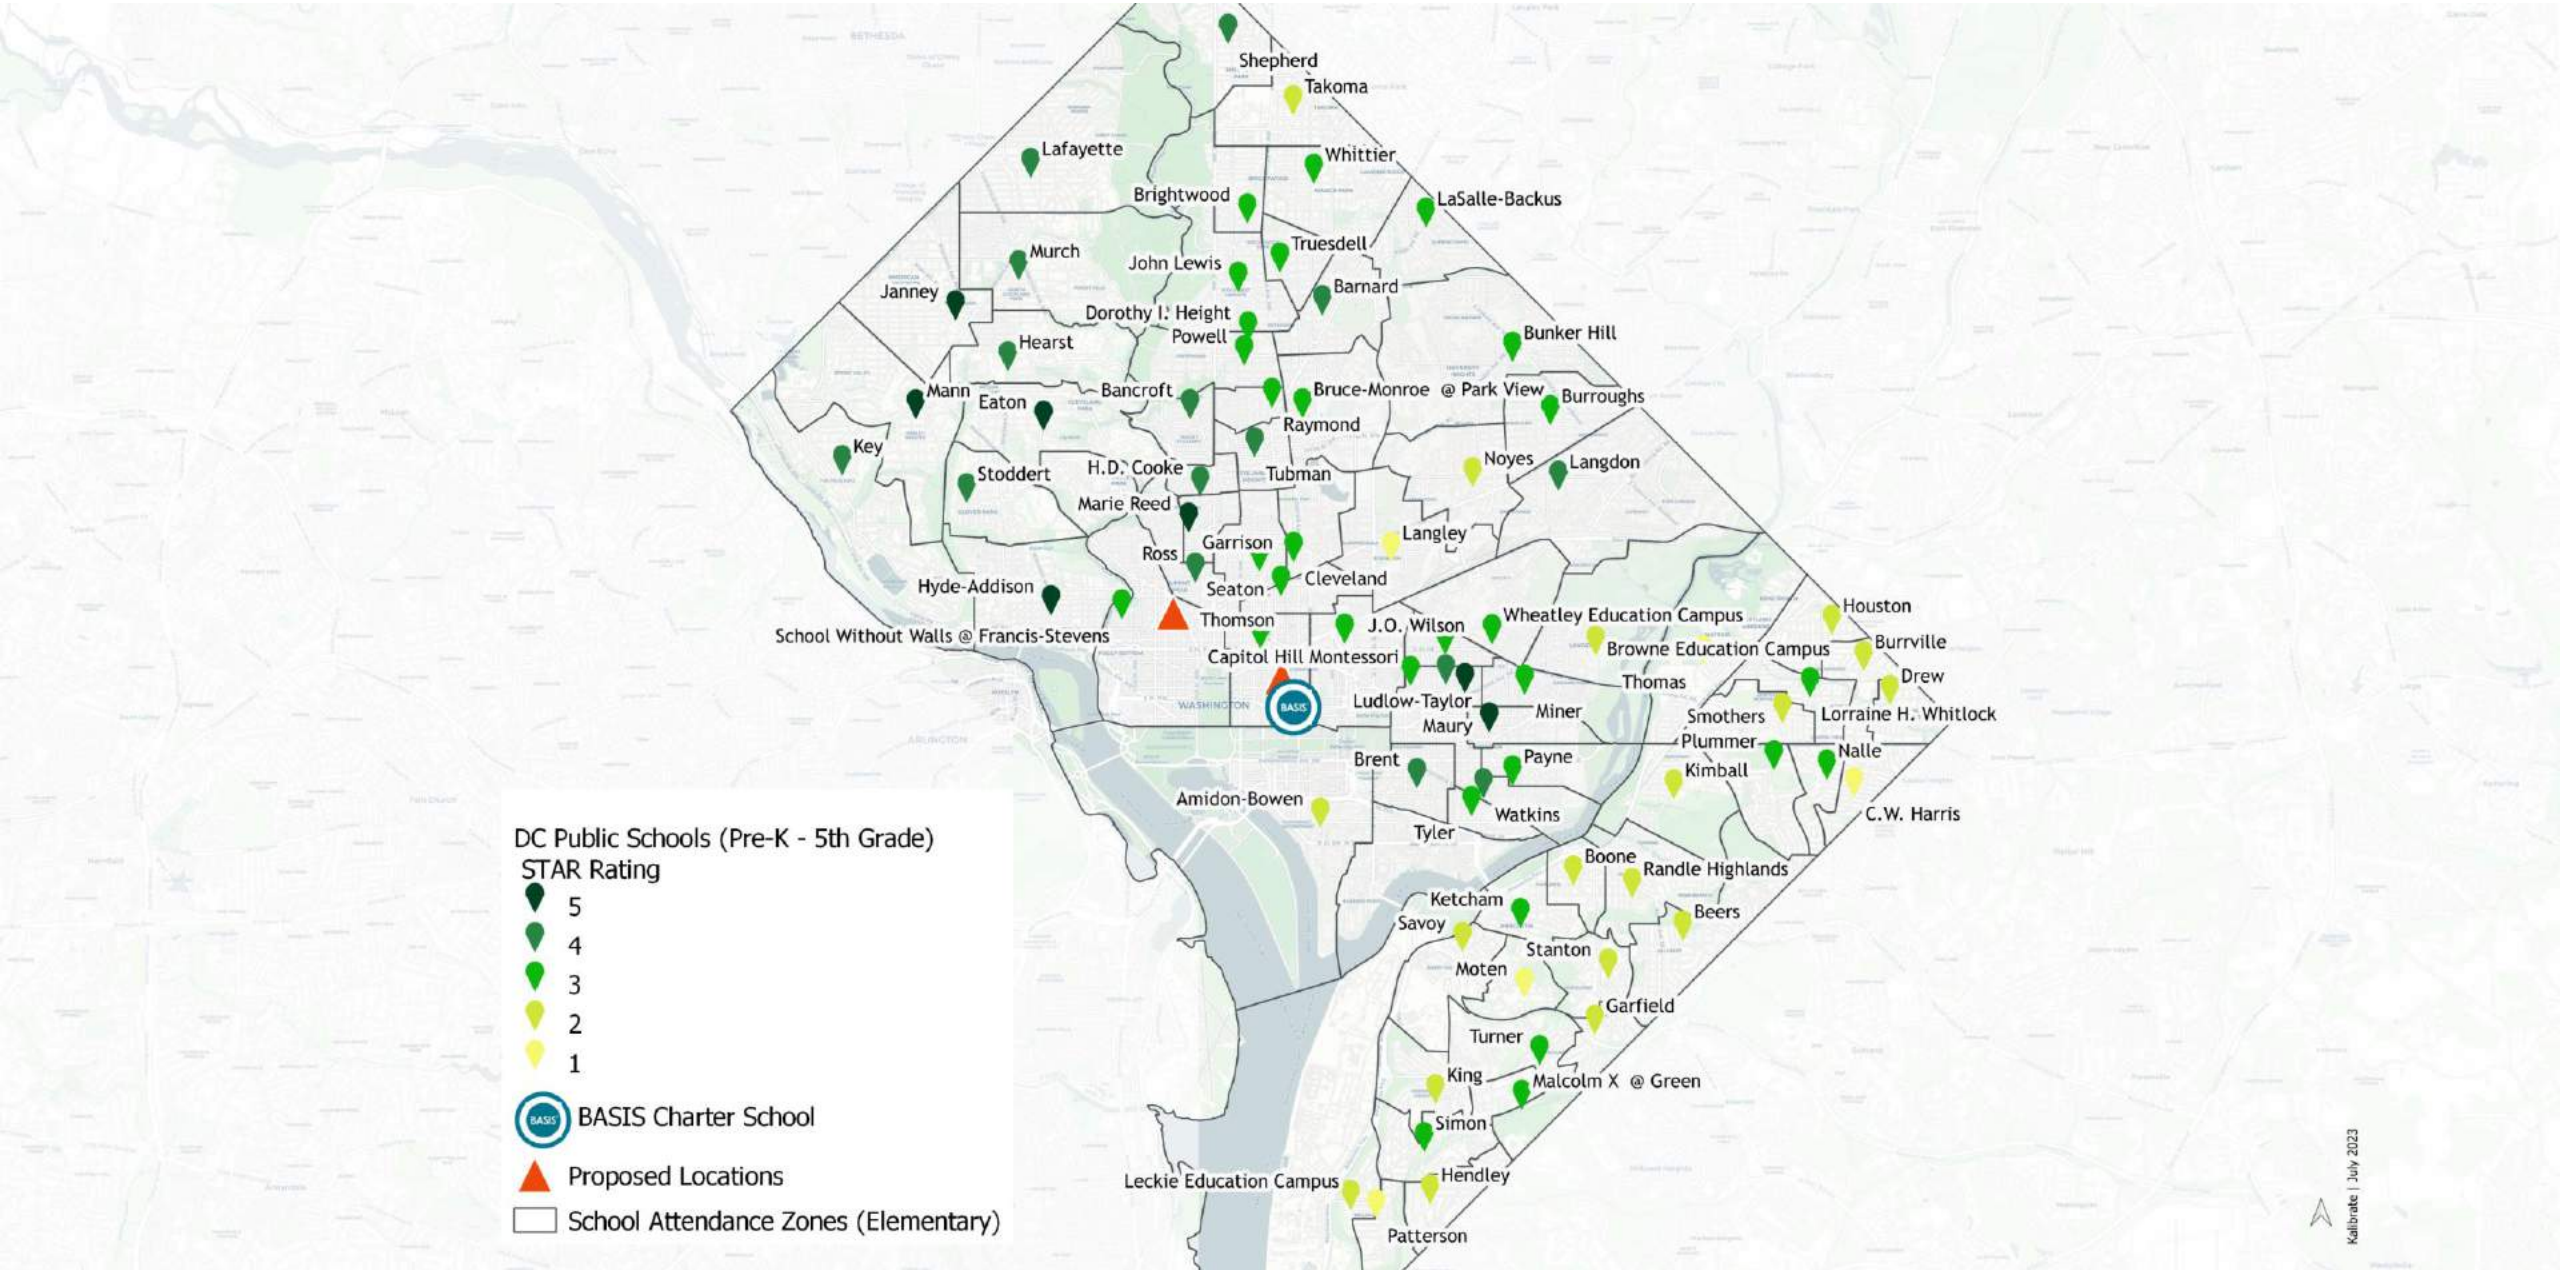 BETHESDA
Shepherd
Takoma
Lafayette
Whittier
Brightwood
LaSalle-Backus
Truesdell
Murch
John Lewis
Barnard
Janney
Dorothy I. Height
Powell
Bunker Hill
Hearst
Mann
Eaton
Bancroft
Bruce-Monroe @ Park View
Burroughs
Raymond
Key
Noyes
Langdon
Stoddert
H.D. Cooke
Tubman
Marie Reed
Langley
Garrison
Ross
Cleveland
Hyde-Addison
Seaton
Houston
Thomson
Wheatley Education Campus
J.O. Wilson
School Without Walls @ Francis-Stevens
Burrville
Browne Education Campus
Capitol Hill Montessori
Drew
Thomas
Ludlow-Taylor
WASHINGTON
BASIS
Miner
Smothers
Lorraine H. Whitlock
Maury
ARLINGTON
Plummer
Nalle
Brent
Payne
Kimball
Amidon-Bowen
Watkins
C.W. Harris
Tyler
DC Public Schools (Pre-K - 5th Grade)
STAR Rating
5
4
3
2
1
BASIS
BASIS Charter School
Proposed Locations
School Attendance Zones (Elementary)
Boone
Randle Highlands
Ketcham
Beers
Savoy
Stanton
Moten
Garfield
Turner
King
Malcolm X @ Green
Simon
Hendley
Leckie Education Campus
Patterson
Kalibrate | July 2023